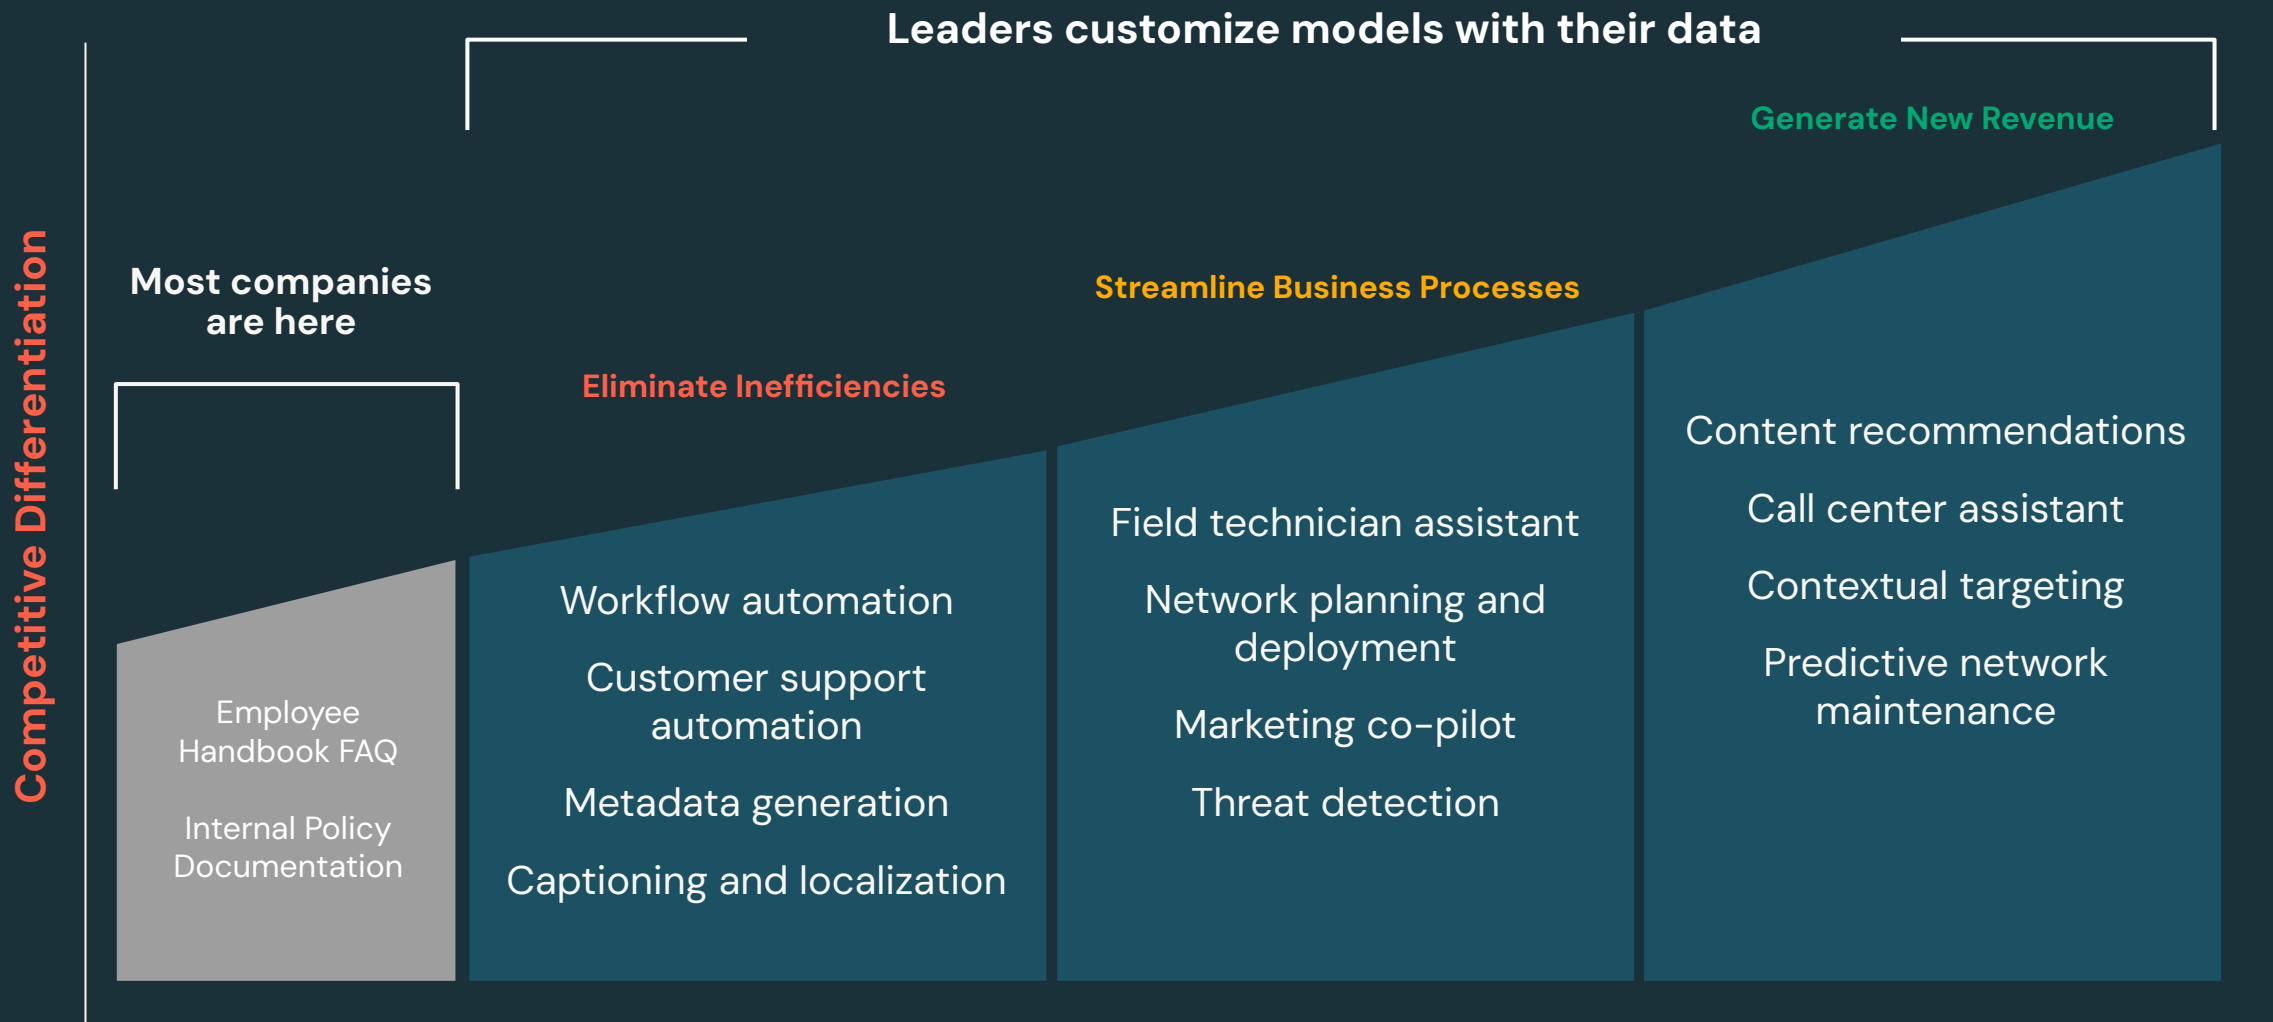 Leaders customize models with their data
Generate New Revenue
Competitive Differentiation
Most companies
are here
Streamline Business Processes
Eliminate Inefficiencies
Employee
Handbook FAQ
Internal Policy
Documentation
Workflow automation
Customer support
automation
Metadata generation
Captioning and localization
Field technician assistant
Network planning and
deployment
Marketing co-pilot
Threat detection
Content recommendations
Call center assistant
Contextual targeting
Predictive network
maintenance